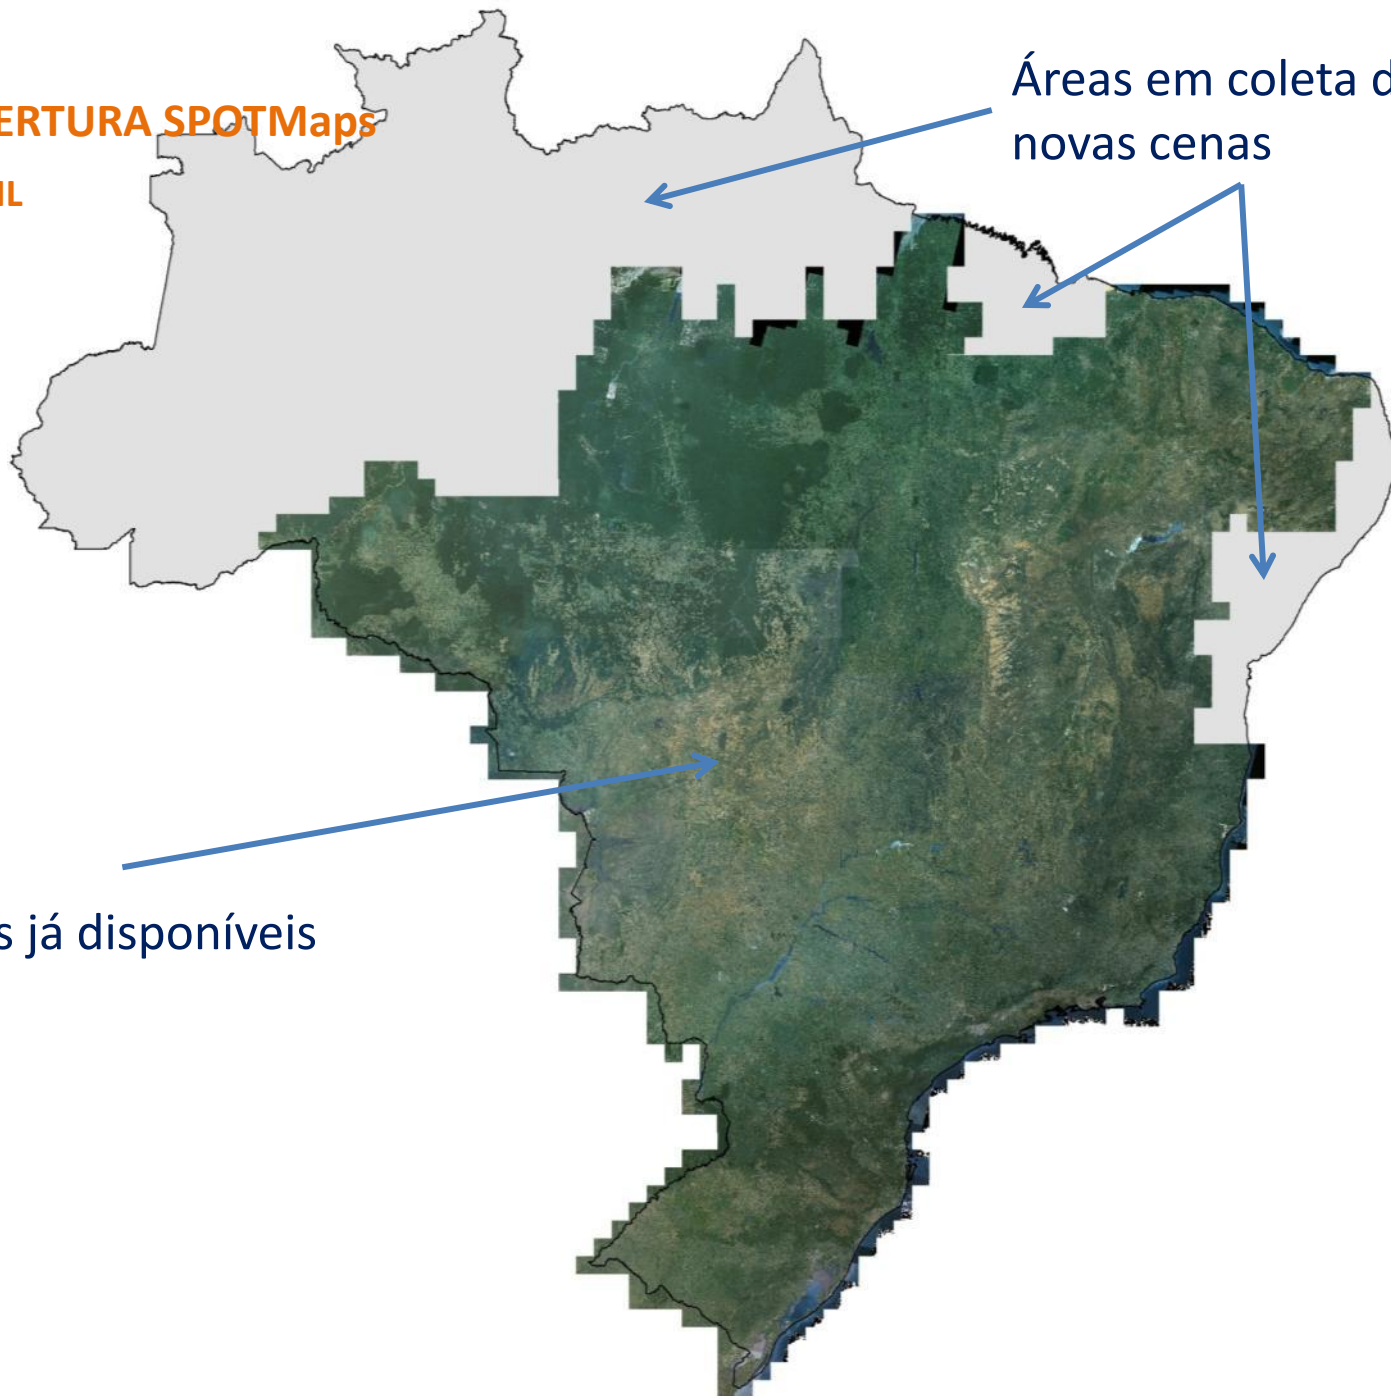 ERTURA SPOTMaps
IL
Áreas em coleta d
novas cenas
s já disponíveis